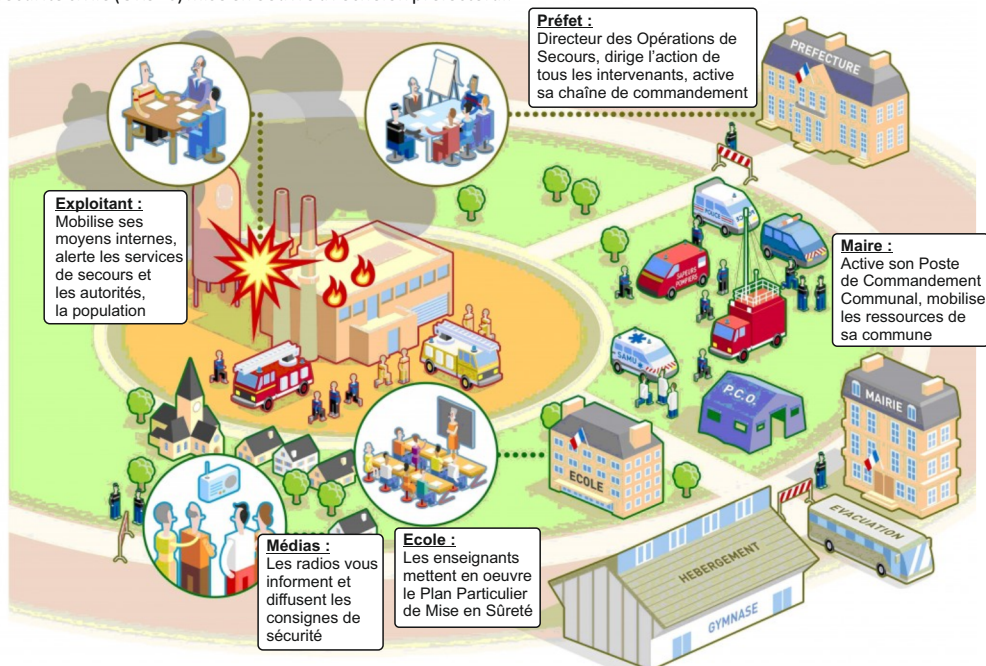 Préfet :
Directeur des Opérations de
Secours, dirige l'action de
tous les intervenants, active
sa chaîne de commandement
PREFECTURE
Exploitant :
Mobilise ses
moyens internes,
alerte les services
de secours et
les autorités,
la population
POLICE
SAPEURS
POMPIERS
Maire :
Active son Poste
de Commandement
Communal, mobilise
les ressources de
sa commune
SAMU
P.C.O.
MAIRIE
ECOLE
EVACUATION
HEBERGEMENT
GYMNASE
Médias :
Les radios vous
informent et
diffusent les
consignes de
sécurité
Ecole :
Les enseignants
mettent en oeuvre
le Plan Particulier
de Mise en Sûreté